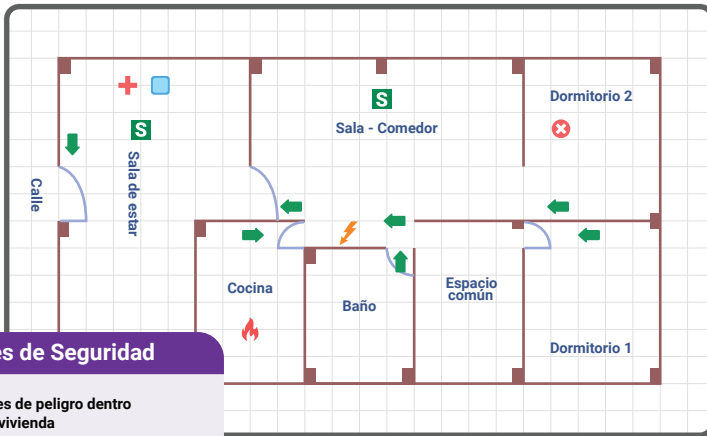 Dormitorio 2
S
S
Sala - Comedor
Sala de estar
Calle
Cocina
Baño
Espacio
común
Dormitorio 1
es de Seguridad
es de peligro dentro
vivienda